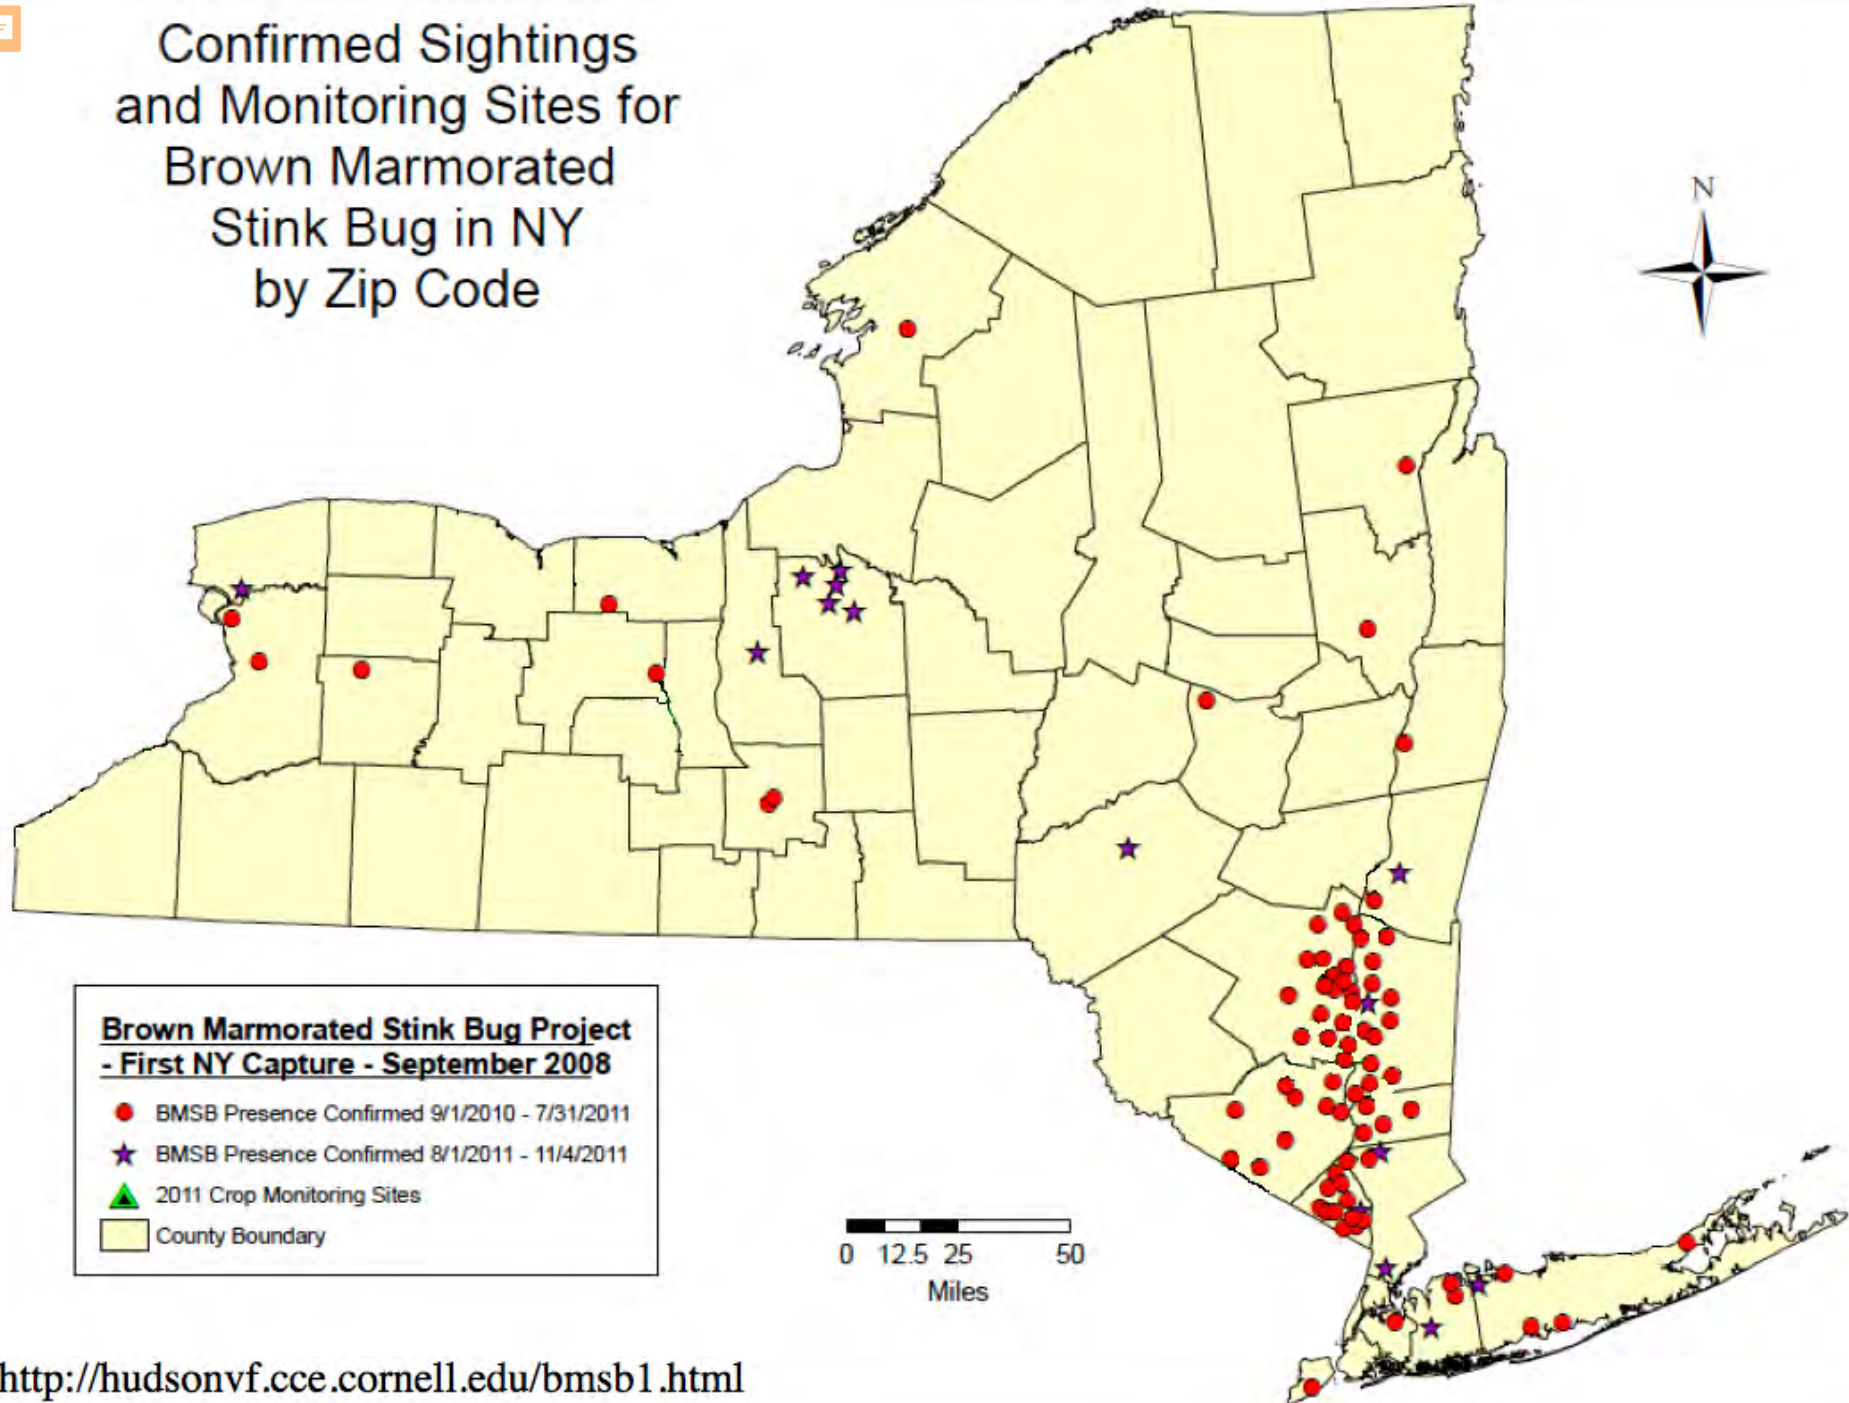 Confirmed Sightings
and Monitoring Sites for
Brown Marmorated
Stink Bug in NY
by Zip Code
N
Brown Marmorated Stink Bug Project
- First NY Capture - September 2008
BMSB Presence Confirmed 9/1/2010 - 7/31/2011
BMSB Presence Confirmed 8/1/2011 - 11/4/2011
2011 Crop Monitoring Sites
County Boundary
0 12.5 25 50
Miles
http://hudsonvf.cce.cornell.edu/bmsb1.html